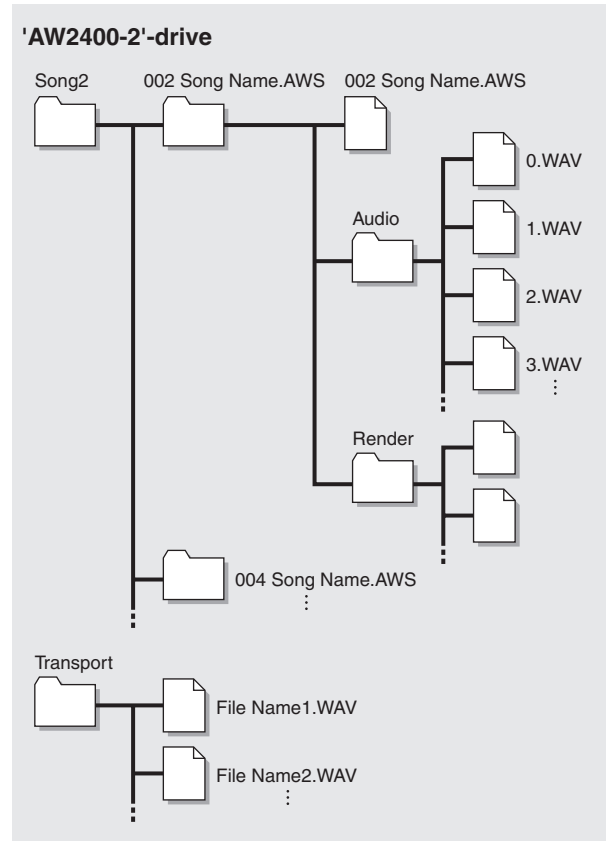 'AW2400-2'-drive
Song2
002 Song Name.AWS
002 Song Name.AWS
0.WAV
Audio
1.WAV
2.WAV
3.WAV
Render
004 Song Name.AWS
Transport
File Name1.WAV
File Name2.WAV